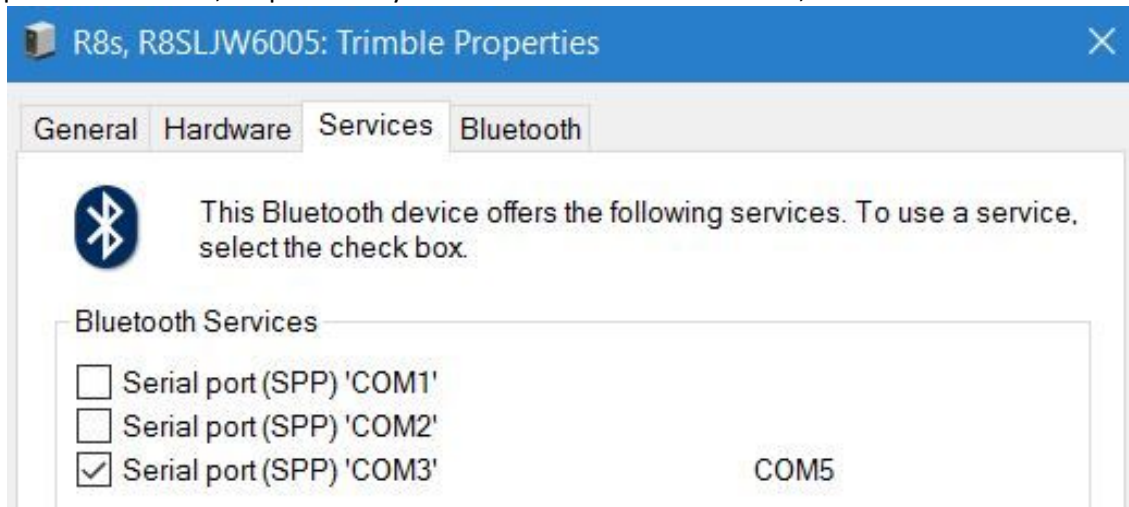 R8s, R8SLJW6005: Trimble Properties
General Hardware Services Bluetooth
This Bluetooth device offers the following services. To use a service,
select the check box.
Bluetooth Services
Serial port (SPP) 'COM1'
Serial port (SPP) 'COM2'
Serial port (SPP) 'COM3' COM5